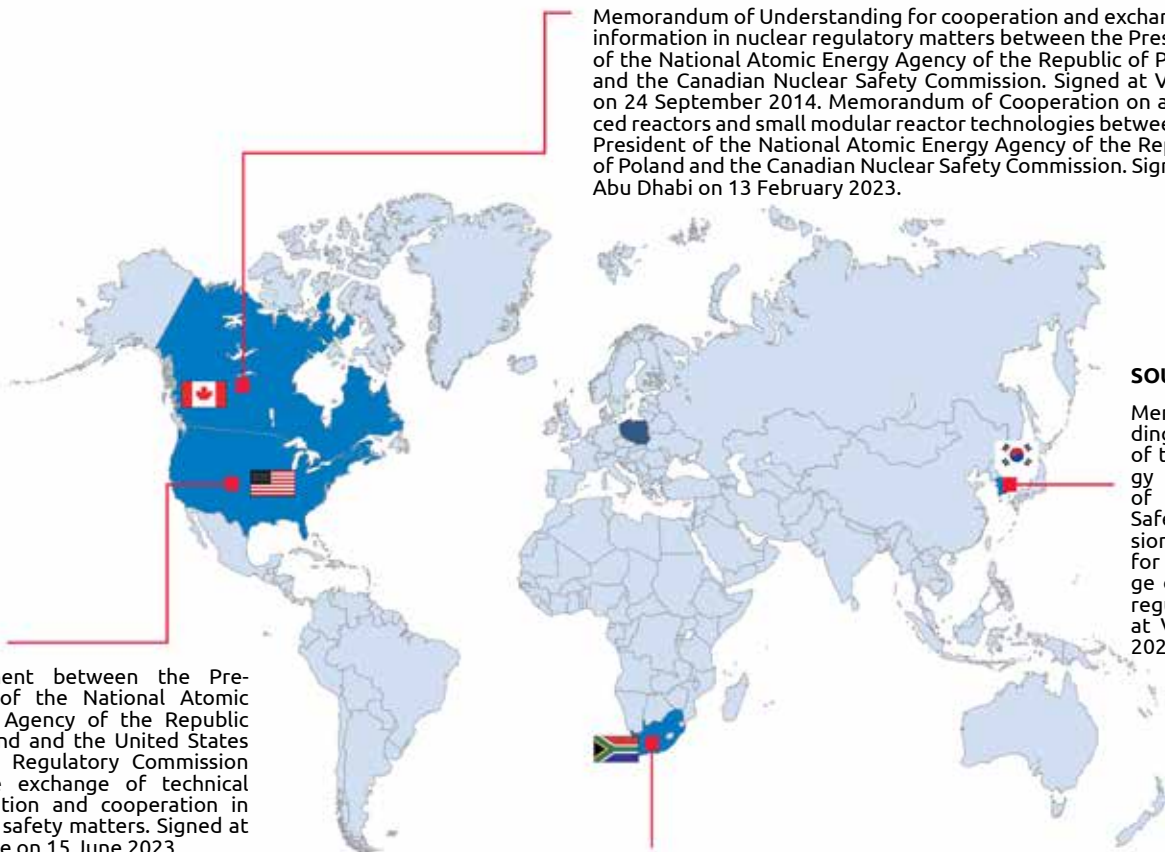 Memorandum of Understanding for cooperation and exchan
information in nuclear regulatory matters between the Pres
of the National Atomic Energy Agency of the Republic of P
and the Canadian Nuclear Safety Commission. Signed at V
on 24 September 2014. Memorandum of Cooperation on a
ced reactors and small modular reactor technologies betwee
President of the National Atomic Energy Agency of the Rep
of Poland and the Canadian Nuclear Safety Commission. Sign
Abu Dhabi on 13 February 2023.
SOU
Mer
ding
of t
gy
of
Safe
sion
for
ge
regu
at V
202
ent between the Pre-
of the National Atomic
Agency of the Republic
nd and the United States
Regulatory Commission
e exchange of technical
tion and cooperation in
safety matters. Signed at
e on 15 June 2023